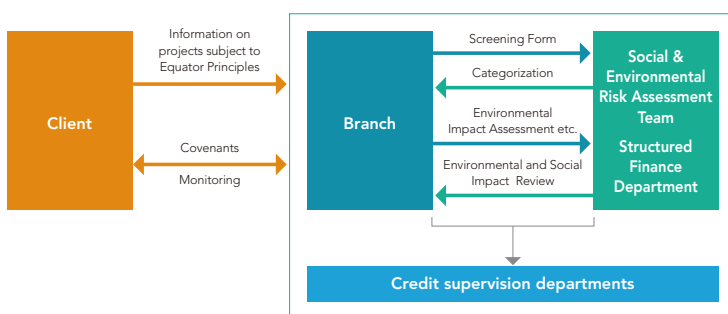 Client
Information on
projects subject to
Equator Principles
Covenants
Monitoring
Branch
Screening Form
Categorization
Environmental
Impact Assessment etc.
Environmental and Social
Impact Review
Social &
Environmental
Risk Assessment
Team
Structured
Finance
Department
Credit supervision departments